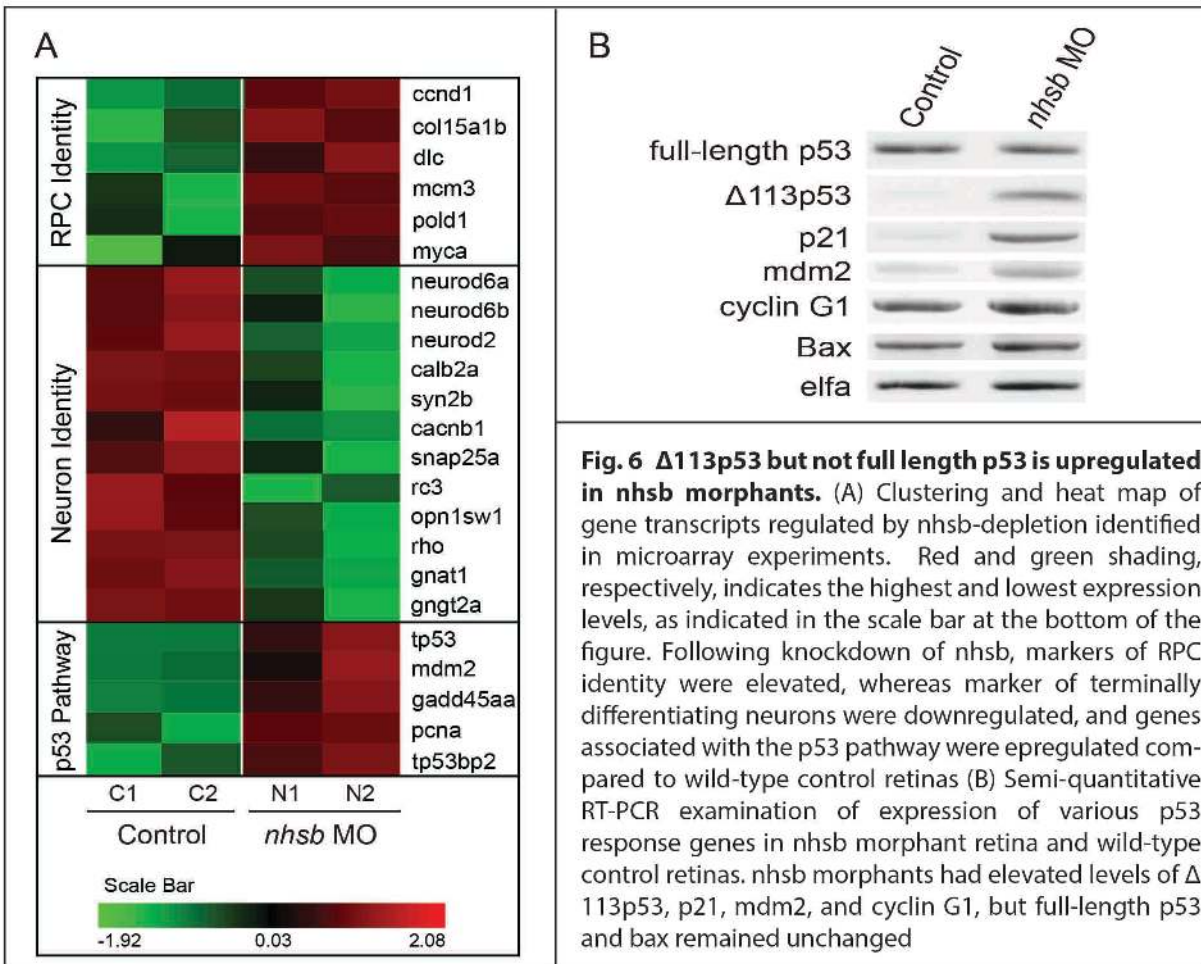 A
RPC Identity
ccnd1
col15a1b
dlc
mcm3
pold1
myca
Neuron Identity
neurod6a
neurod6b
neurod2
calb2a
syn2b
cacnb1
snap25a
rc3
opn1sw1
rho
gnat1
gngt2a
p53 Pathway
tp53
mdm2
gadd45aa
pcna
tp53bp2
C1 C2 N1 N2
Control nhsb MO
Scale Bar
-1.92 0.03 2.08
B
Control nhsb MO
full-length p53
Δ113p53
p21
mdm2
cyclin G1
Bax
elfa
Fig. 6 Δ113p53 but not full length p53 is upregulated
in nhsb morphants. (A) Clustering and heat map of
gene transcripts regulated by nhsb-depletion identified
in microarray experiments. Red and green shading,
respectively, indicates the highest and lowest expression
levels, as indicated in the scale bar at the bottom of the
figure. Following knockdown of nhsb, markers of RPC
identity were elevated, whereas marker of terminally
differentiating neurons were downregulated, and genes
associated with the p53 pathway were epregulated com-
pared to wild-type control retinas (B) Semi-quantitative
RT-PCR examination of expression of various p53
response genes in nhsb morphant retina and wild-type
control retinas. nhsb morphants had elevated levels of Δ
113p53, p21, mdm2, and cyclin G1, but full-length p53
and bax remained unchanged